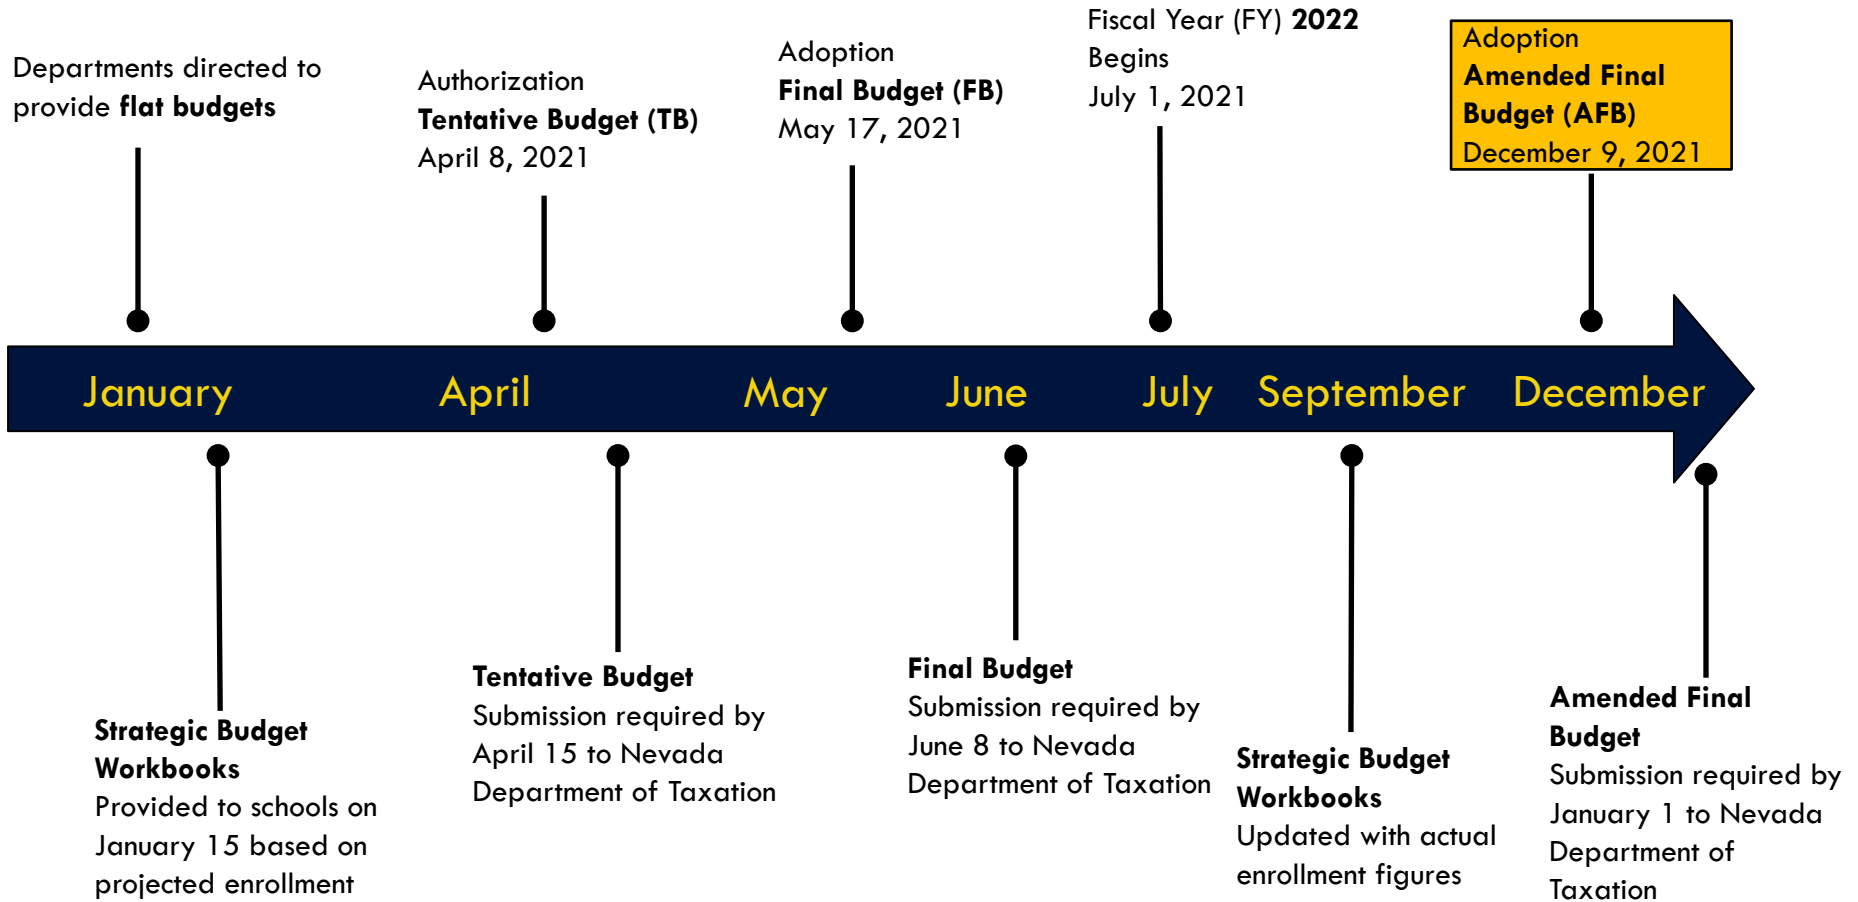 Departments directed to
provide flat budgets
Authorization
Tentative Budget (TB)
April 8, 2021
Adoption
Final Budget (FB)
May 17, 2021
Fiscal Year (FY) 2022
Begins
July 1, 2021
Adoption
Amended Final
Budget (AFB)
December 9, 2021
January
April
May
June
July
September
December
Strategic Budget
Workbooks
Provided to schools on
January 15 based on
projected enrollment
Tentative Budget
Submission required by
April 15 to Nevada
Department of Taxation
Final Budget
Submission required by
June 8 to Nevada
Department of Taxation
Strategic Budget
Workbooks
Updated with actual
enrollment figures
Amended Final
Budget
Submission required by
January 1 to Nevada
Department of
Taxation